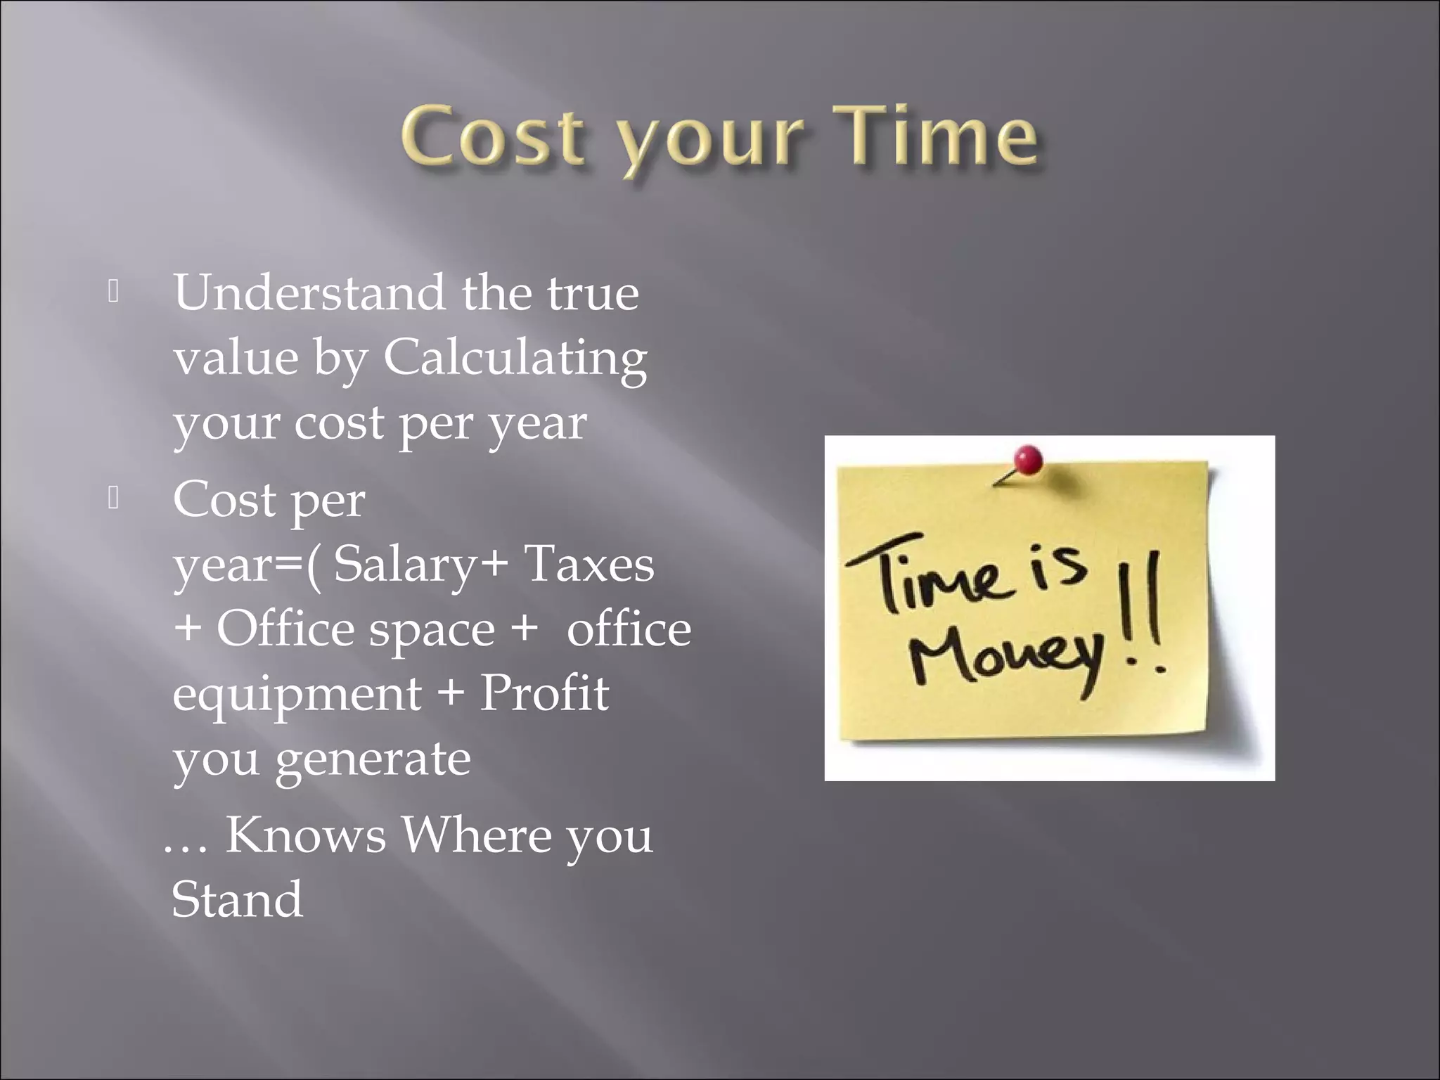 Cost your Time
Understand the true
value by Calculating
your cost per year
Cost per
year=( Salary+ Taxes
+ Office space +  office
equipment + Profit
you generate
… Knows Where you
Stand
Time is
Money!!